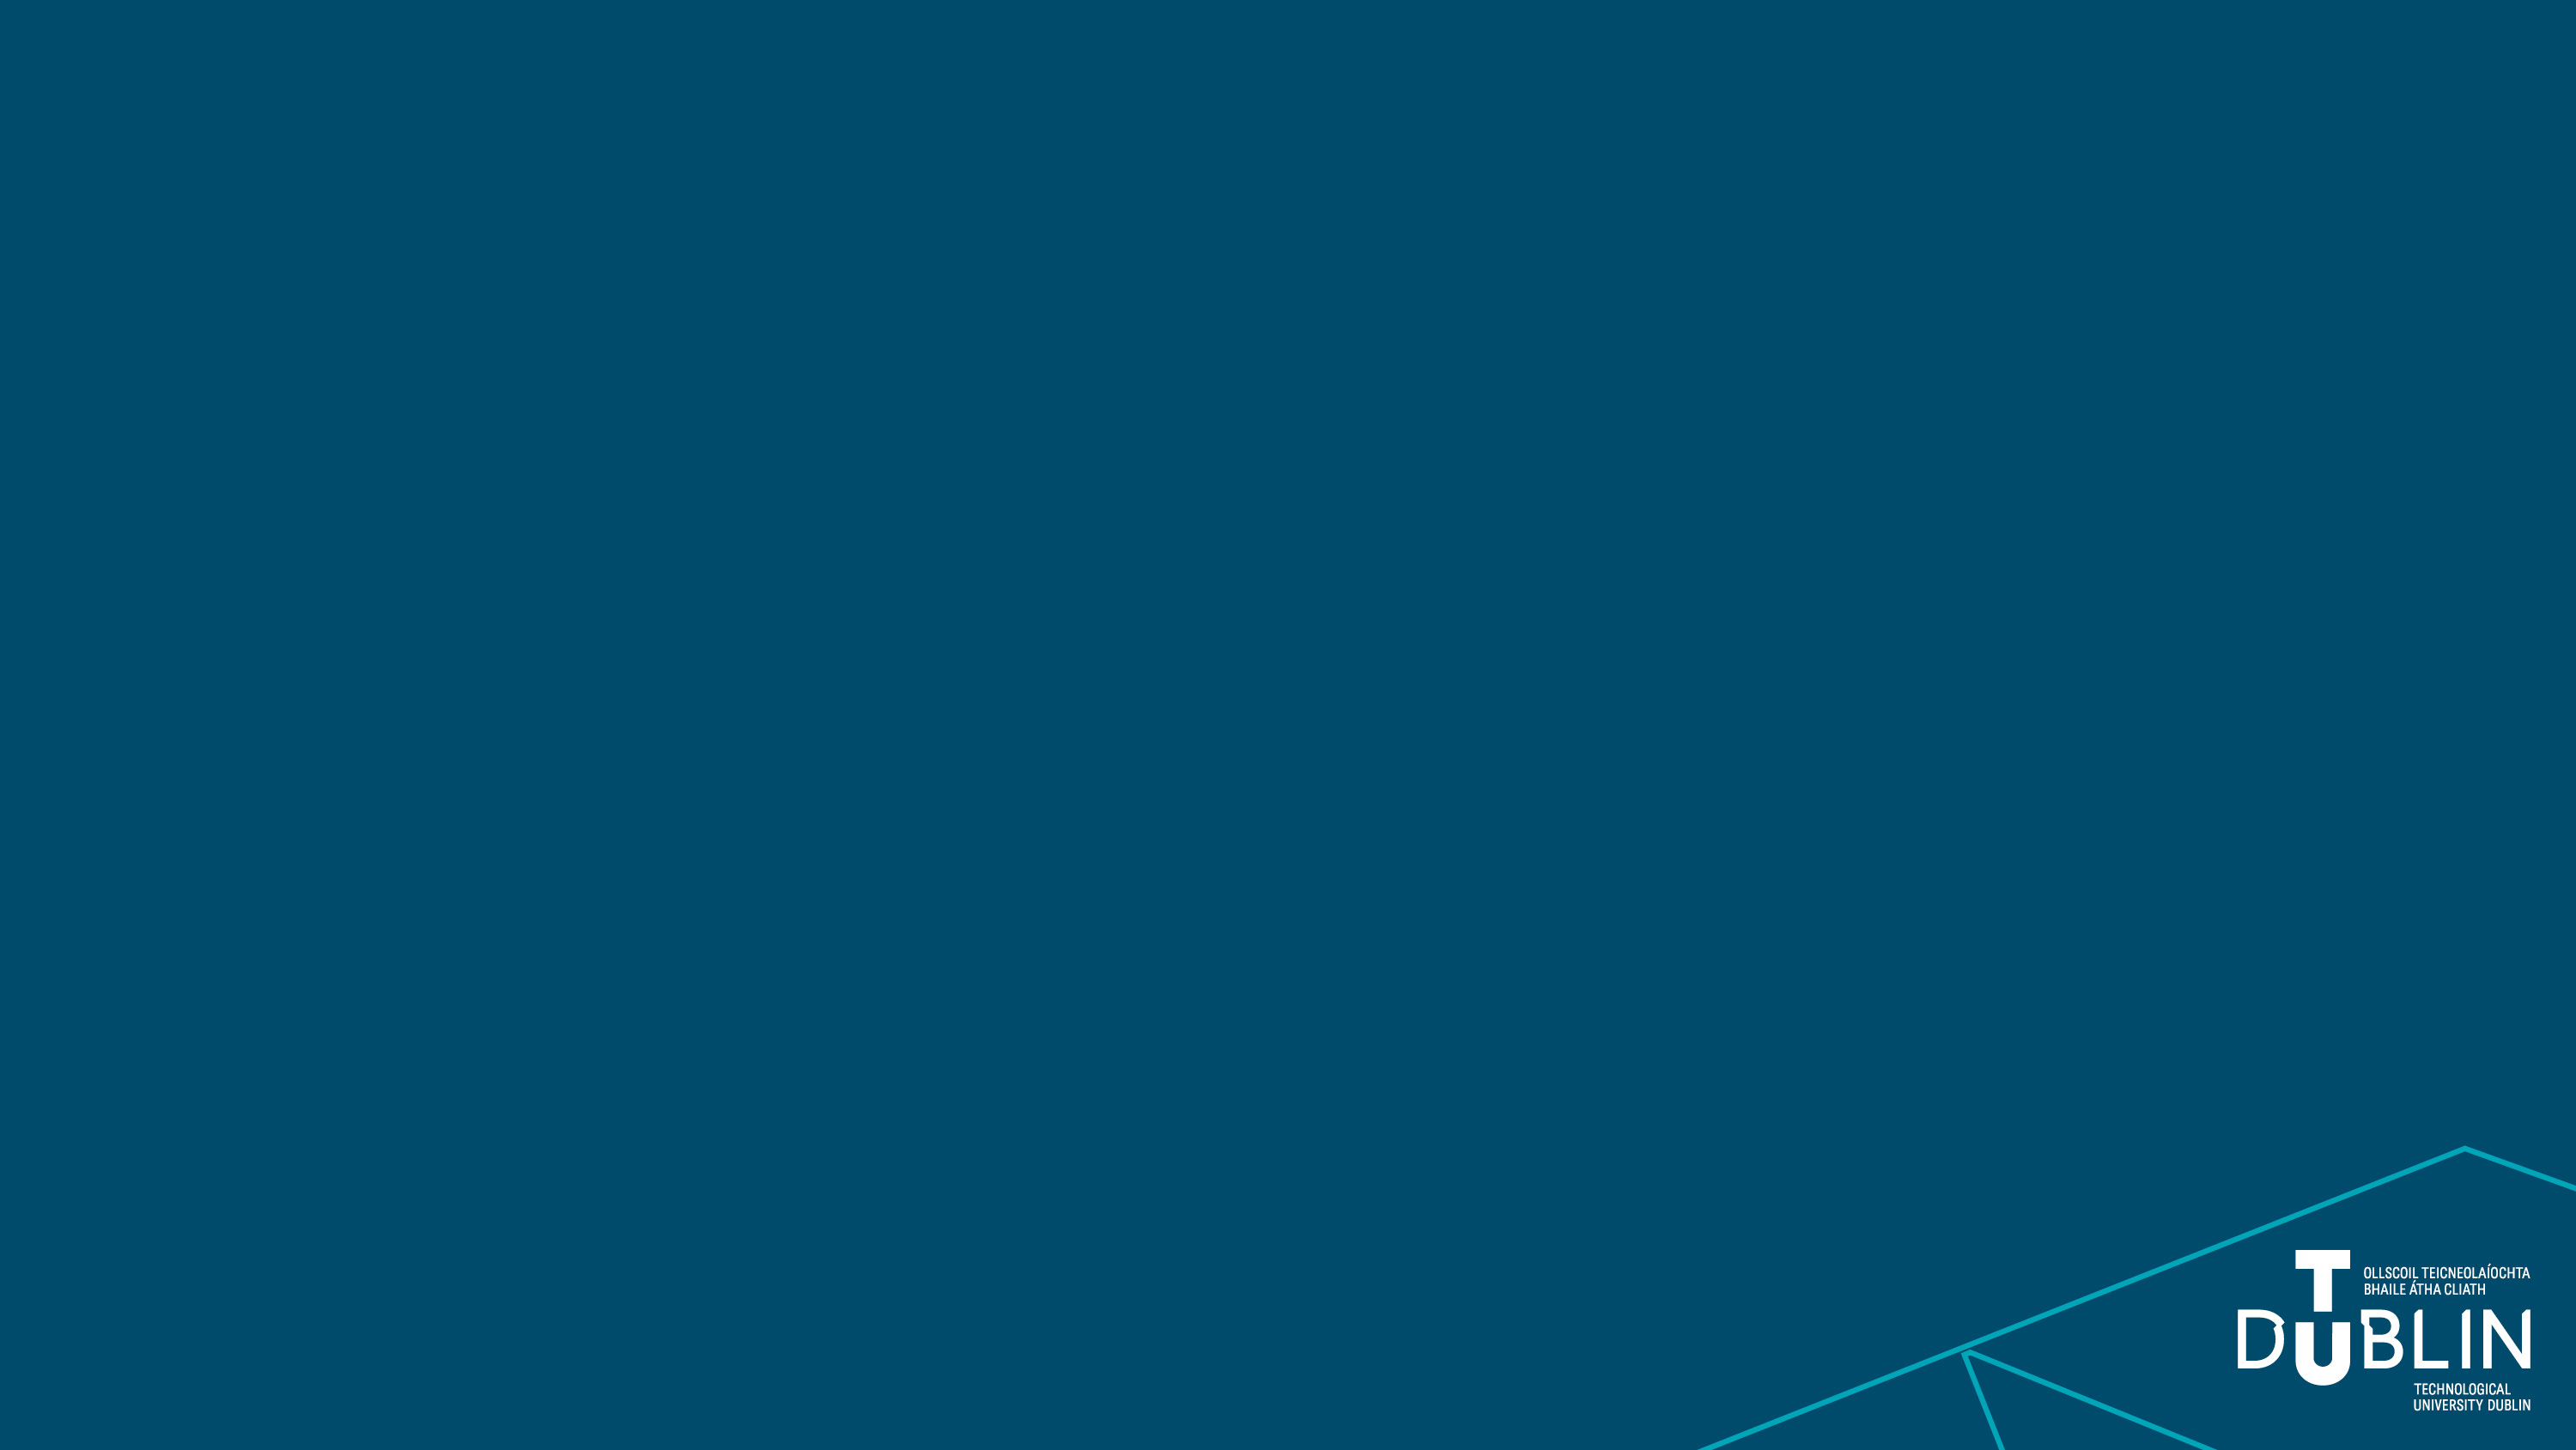 TU
OLLSCOIL TEICNEOLAÍOCHTA
BHAILE ÁTHA CLIATH
DUBLIN
TECHNOLOGICAL
UNIVERSITY DUBLIN